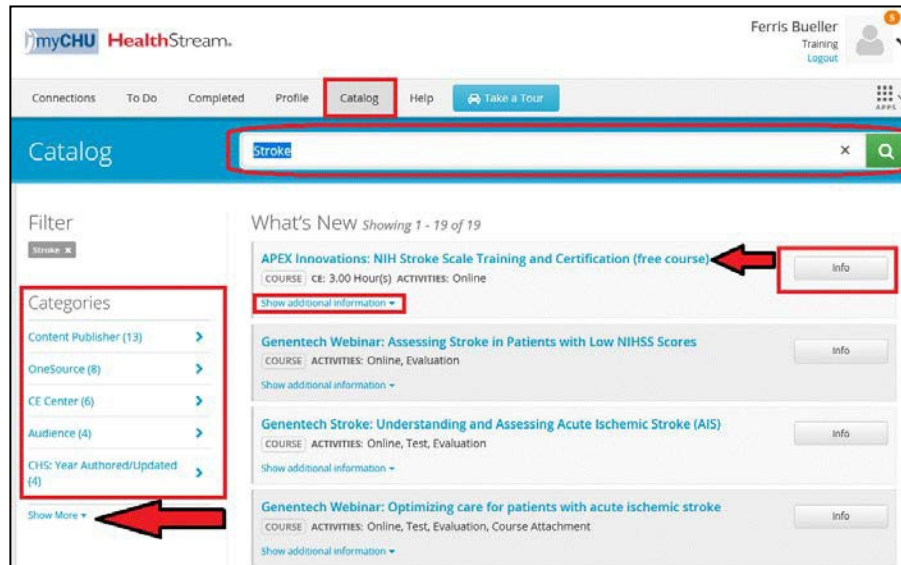 myCHU HealthStream.
Ferris Bueller
Training
Logout
5
Connections To Do Completed Profile Catalog Help Take a Tour
APPS
Catalog
Stroke
Filter
Stroke x
Categories
Content Publisher (13)
OneSource (8)
CE Center (6)
Audience (4)
CHS: Year Authored/Updated
(4)
Show More
What's New Showing 1 - 19 of 19
APEX Innovations: NIH Stroke Scale Training and Certification (free course)
COURSE CE: 3.00 Hour(s) ACTIVITIES: Online
Show additional information
Info
Genentech Webinar: Assessing Stroke in Patients with Low NIHSS Scores
COURSE ACTIVITIES: Online, Evaluation
Show additional information
Info
Genentech Stroke: Understanding and Assessing Acute Ischemic Stroke (AIS)
COURSE ACTIVITIES: Online, Test, Evaluation
Show additional information
Info
Genentech Webinar: Optimizing care for patients with acute ischemic stroke
COURSE ACTIVITIES: Online, Test, Evaluation, Course Attachment
Show additional information
Info